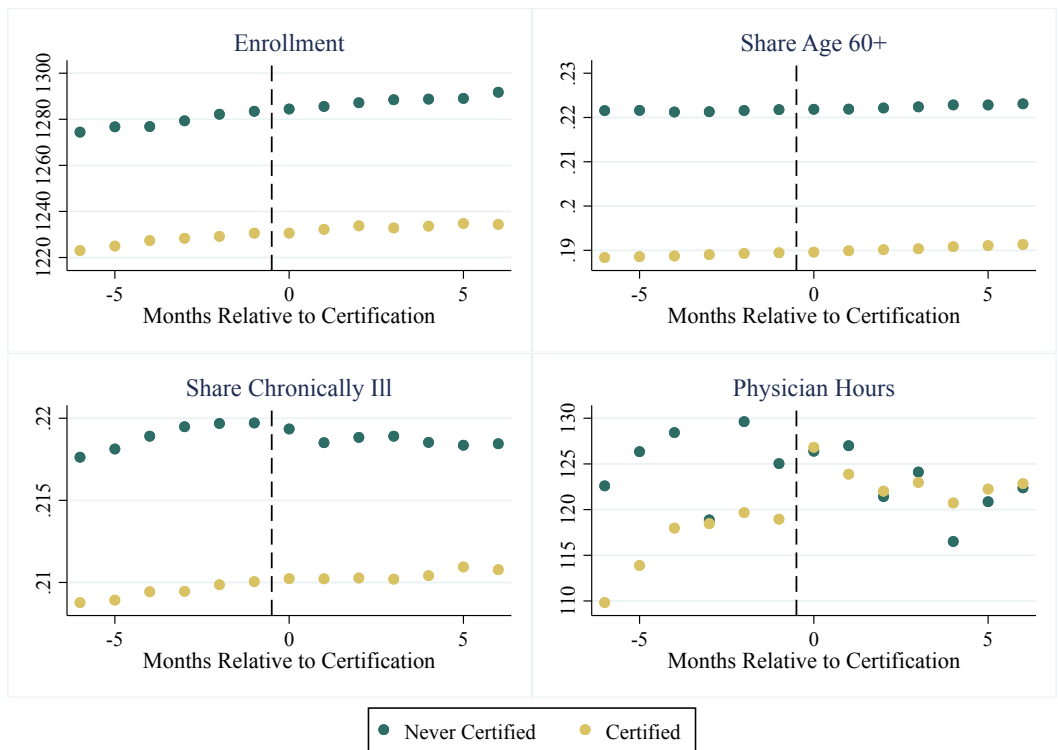 Enrollment
1300
1280
1260
1240
1220
-5 0 5
Months Relative to Certification
Share Age 60+
.23
.22
.21
.2
.19
-5 0 5
Months Relative to Certification
Share Chronically Ill
.22
.215
.21
-5 0 5
Months Relative to Certification
Physician Hours
130
125
120
115
110
-5 0 5
Months Relative to Certification
Never Certified Certified